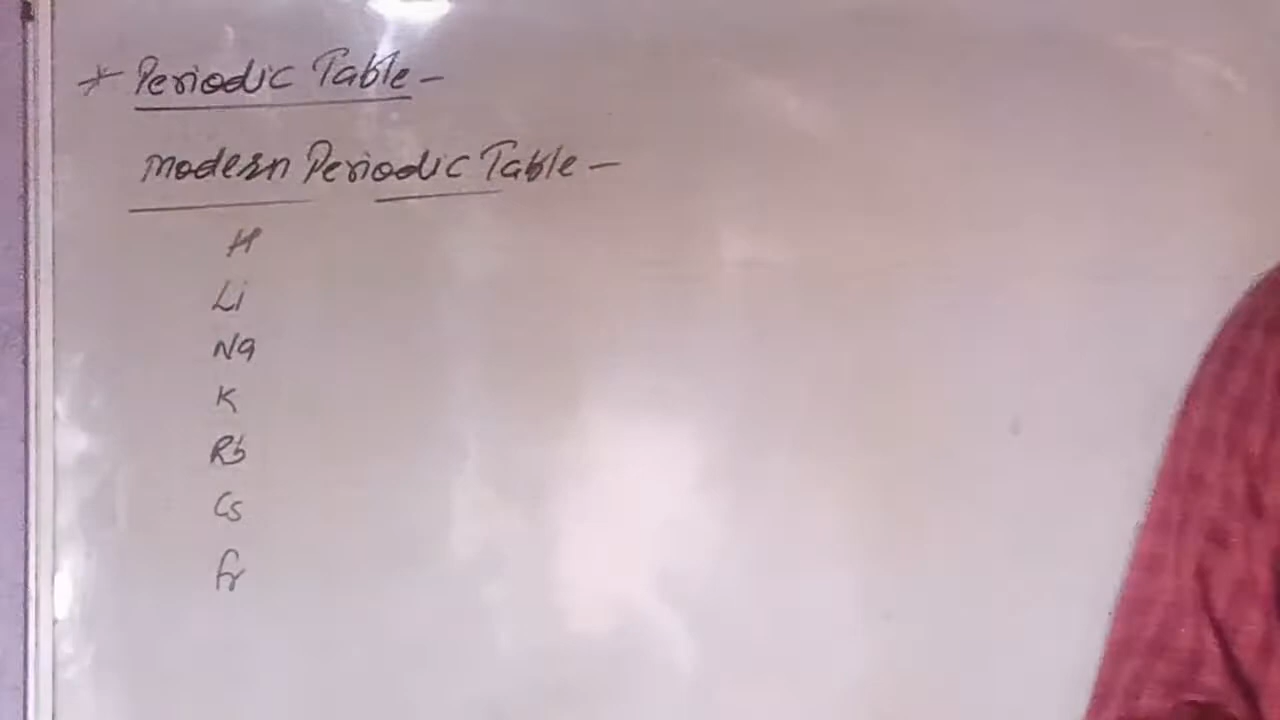 * Periodic Table -
Modern Periodic Table -
H
Li
Na
K
Rb
Cs
Fr